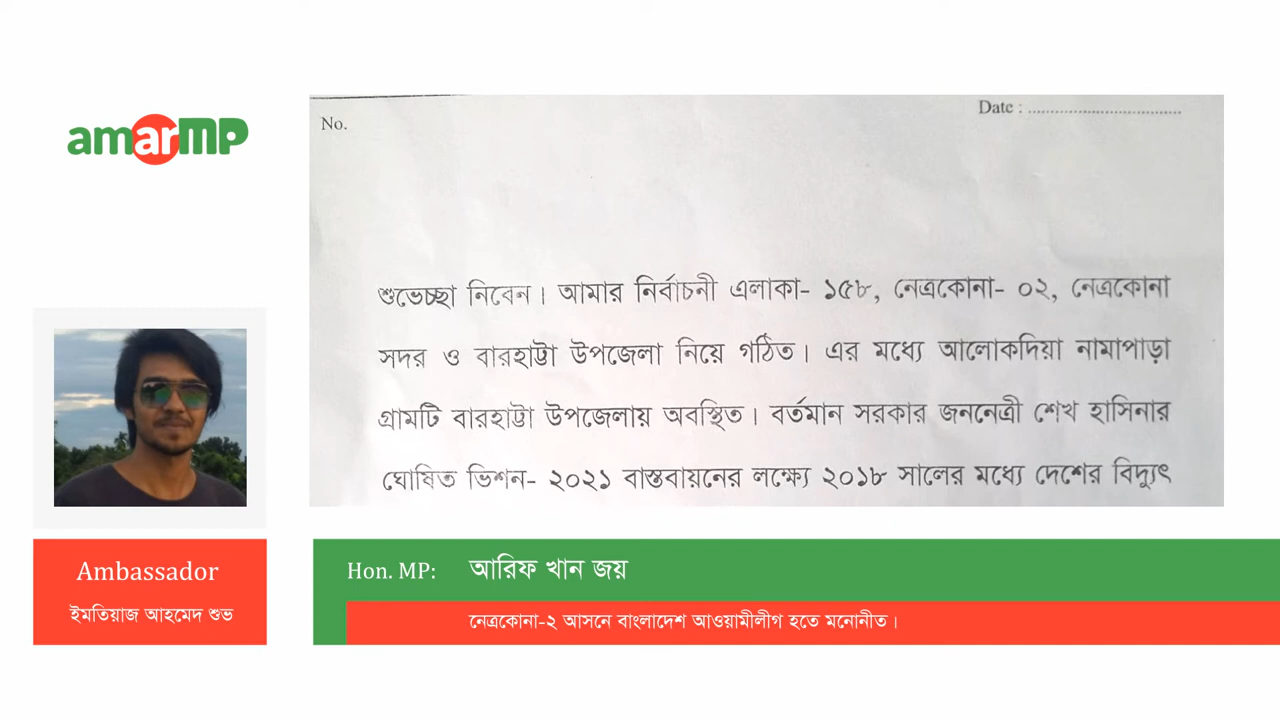 amarMP
No.
Date : ......................................
শুভেচ্ছা নিবেন। আমার নির্বাচনী এলাকা- ১৫৮, নেত্রকোনা- ০২, নেত্রকোনা
সদর ও বারহাট্টা উপজেলা নিয়ে গঠিত। এর মধ্যে আলোকদিয়া নামাপাড়া
গ্রামটি বারহাট্টা উপজেলায় অবস্থিত। বর্তমান সরকার জননেত্রী শেখ হাসিনার
ঘোষিত ভিশন- ২০২১ বাস্তবায়নের লক্ষ্যে ২০১৮ সালের মধ্যে দেশের বিদ্যুৎ
Ambassador
ইমতিয়াজ আহমেদ শুভ
Hon. MP: আরিফ খান জয়
নেত্রকোনা-২ আসনে বাংলাদেশ আওয়ামীলীগ হতে মনোনীত।